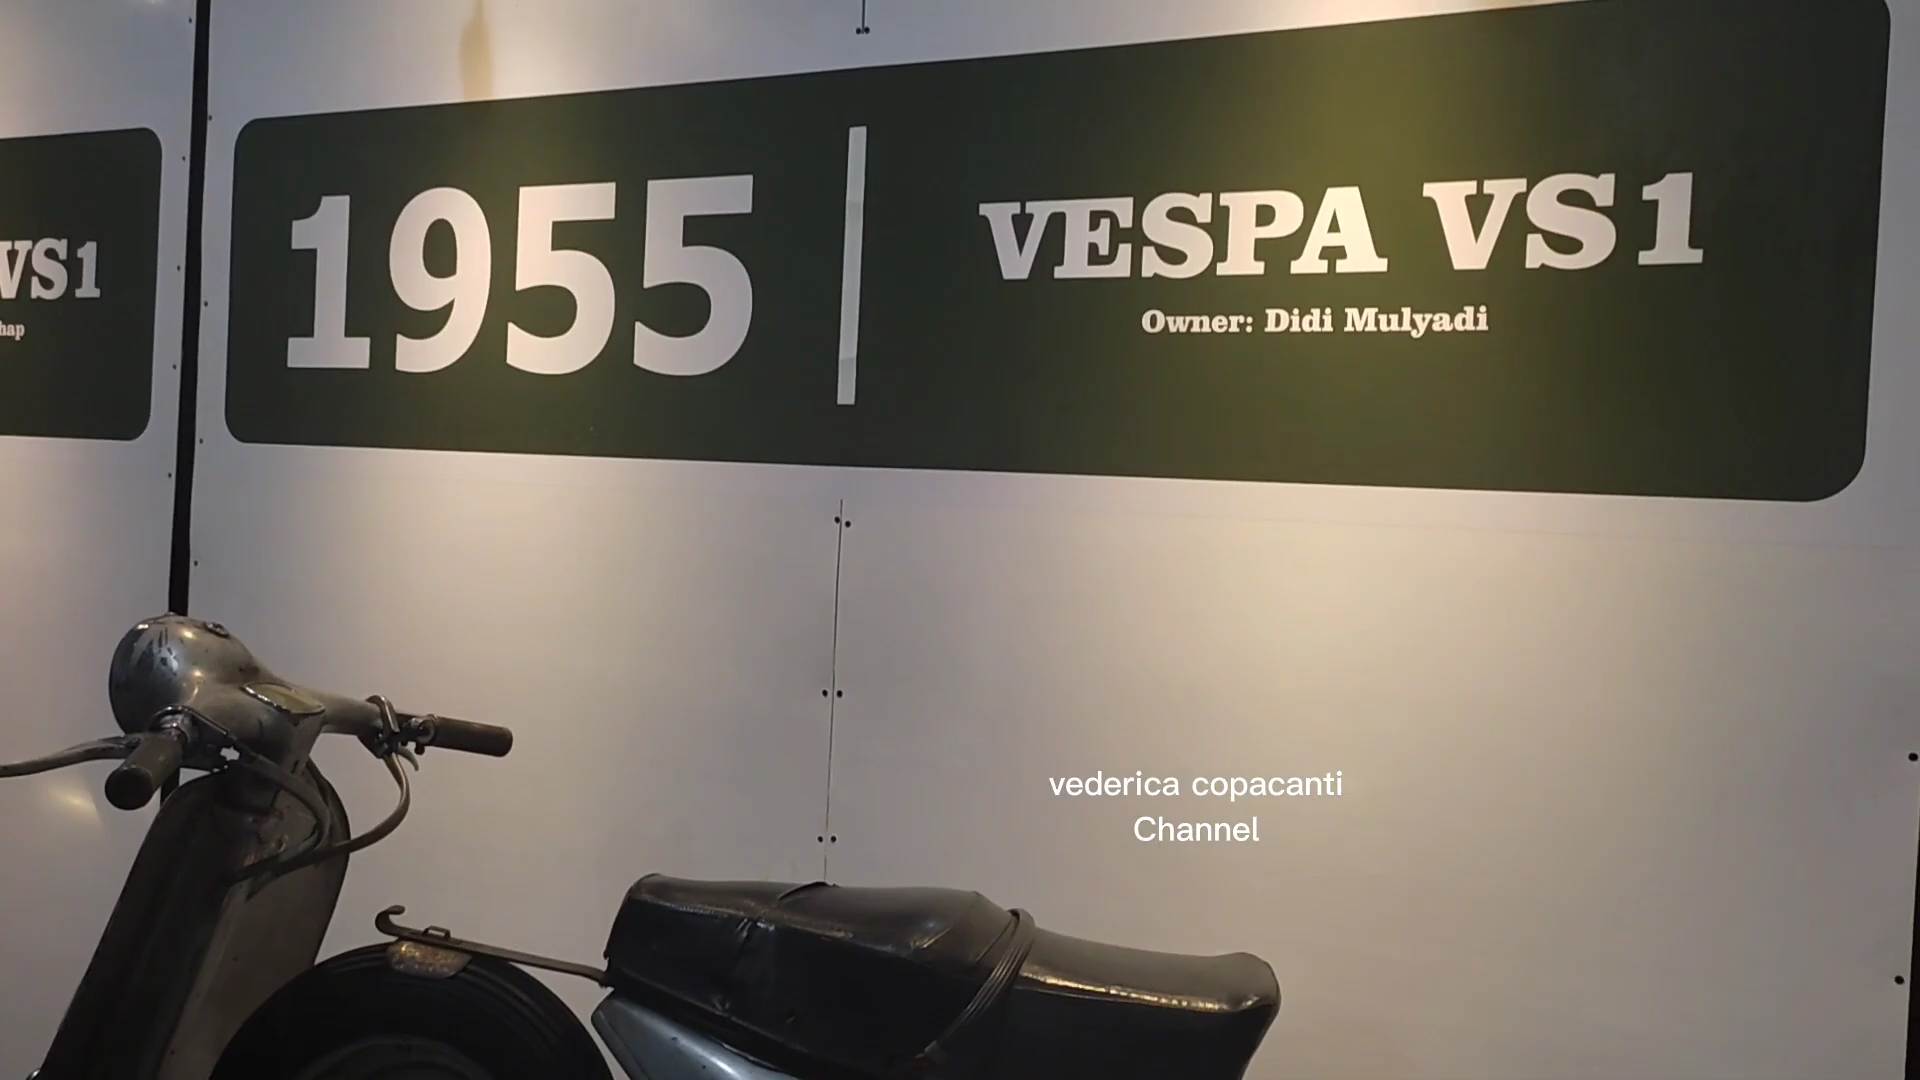 VS1
1955
VESPA VS1
Owner: Didi Mulyadi
vederica copacanti
Channel